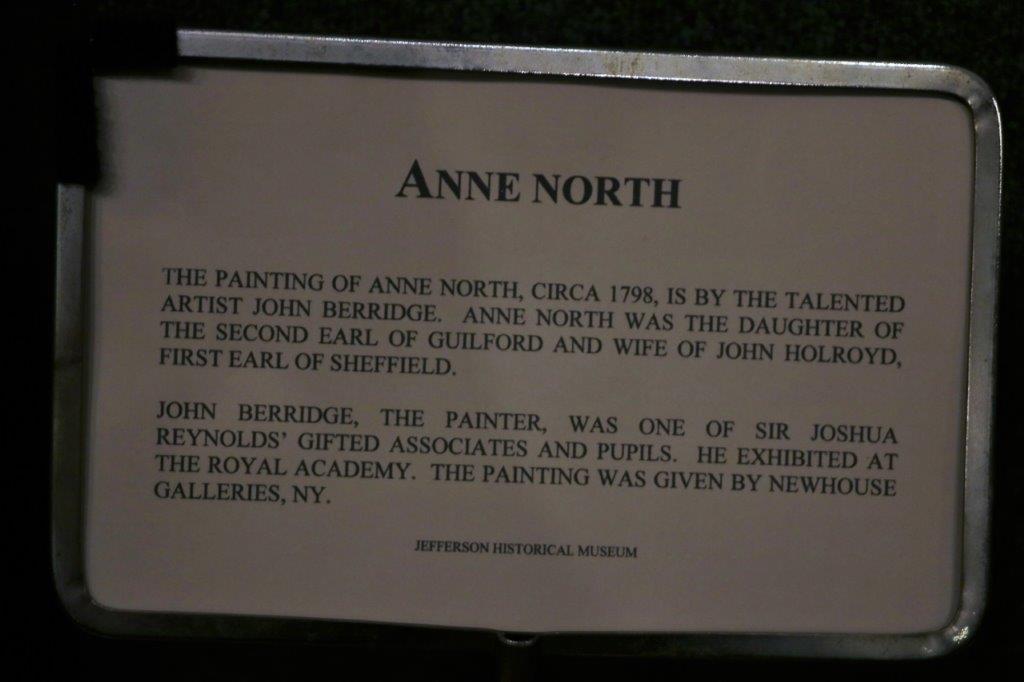 ANNE NORTH
THE PAINTING OF ANNE NORTH, CIRCA 1798, IS BY THE TALENTED
ARTIST JOHN BERRIDGE. ANNE NORTH WAS THE DAUGHTER OF
THE SECOND EARL OF GUILFORD AND WIFE OF JOHN HOLROYD,
FIRST EARL OF SHEFFIELD.
JOHN BERRIDGE, THE PAINTER, WAS ONE OF SIR JOSHUA
REYNOLDS' GIFTED ASSOCIATES AND PUPILS. HE EXHIBITED AT
THE ROYAL ACADEMY. THE PAINTING WAS GIVEN BY NEWHOUSE
GALLERIES, NY.
JEFFERSON HISTORICAL MUSEUM